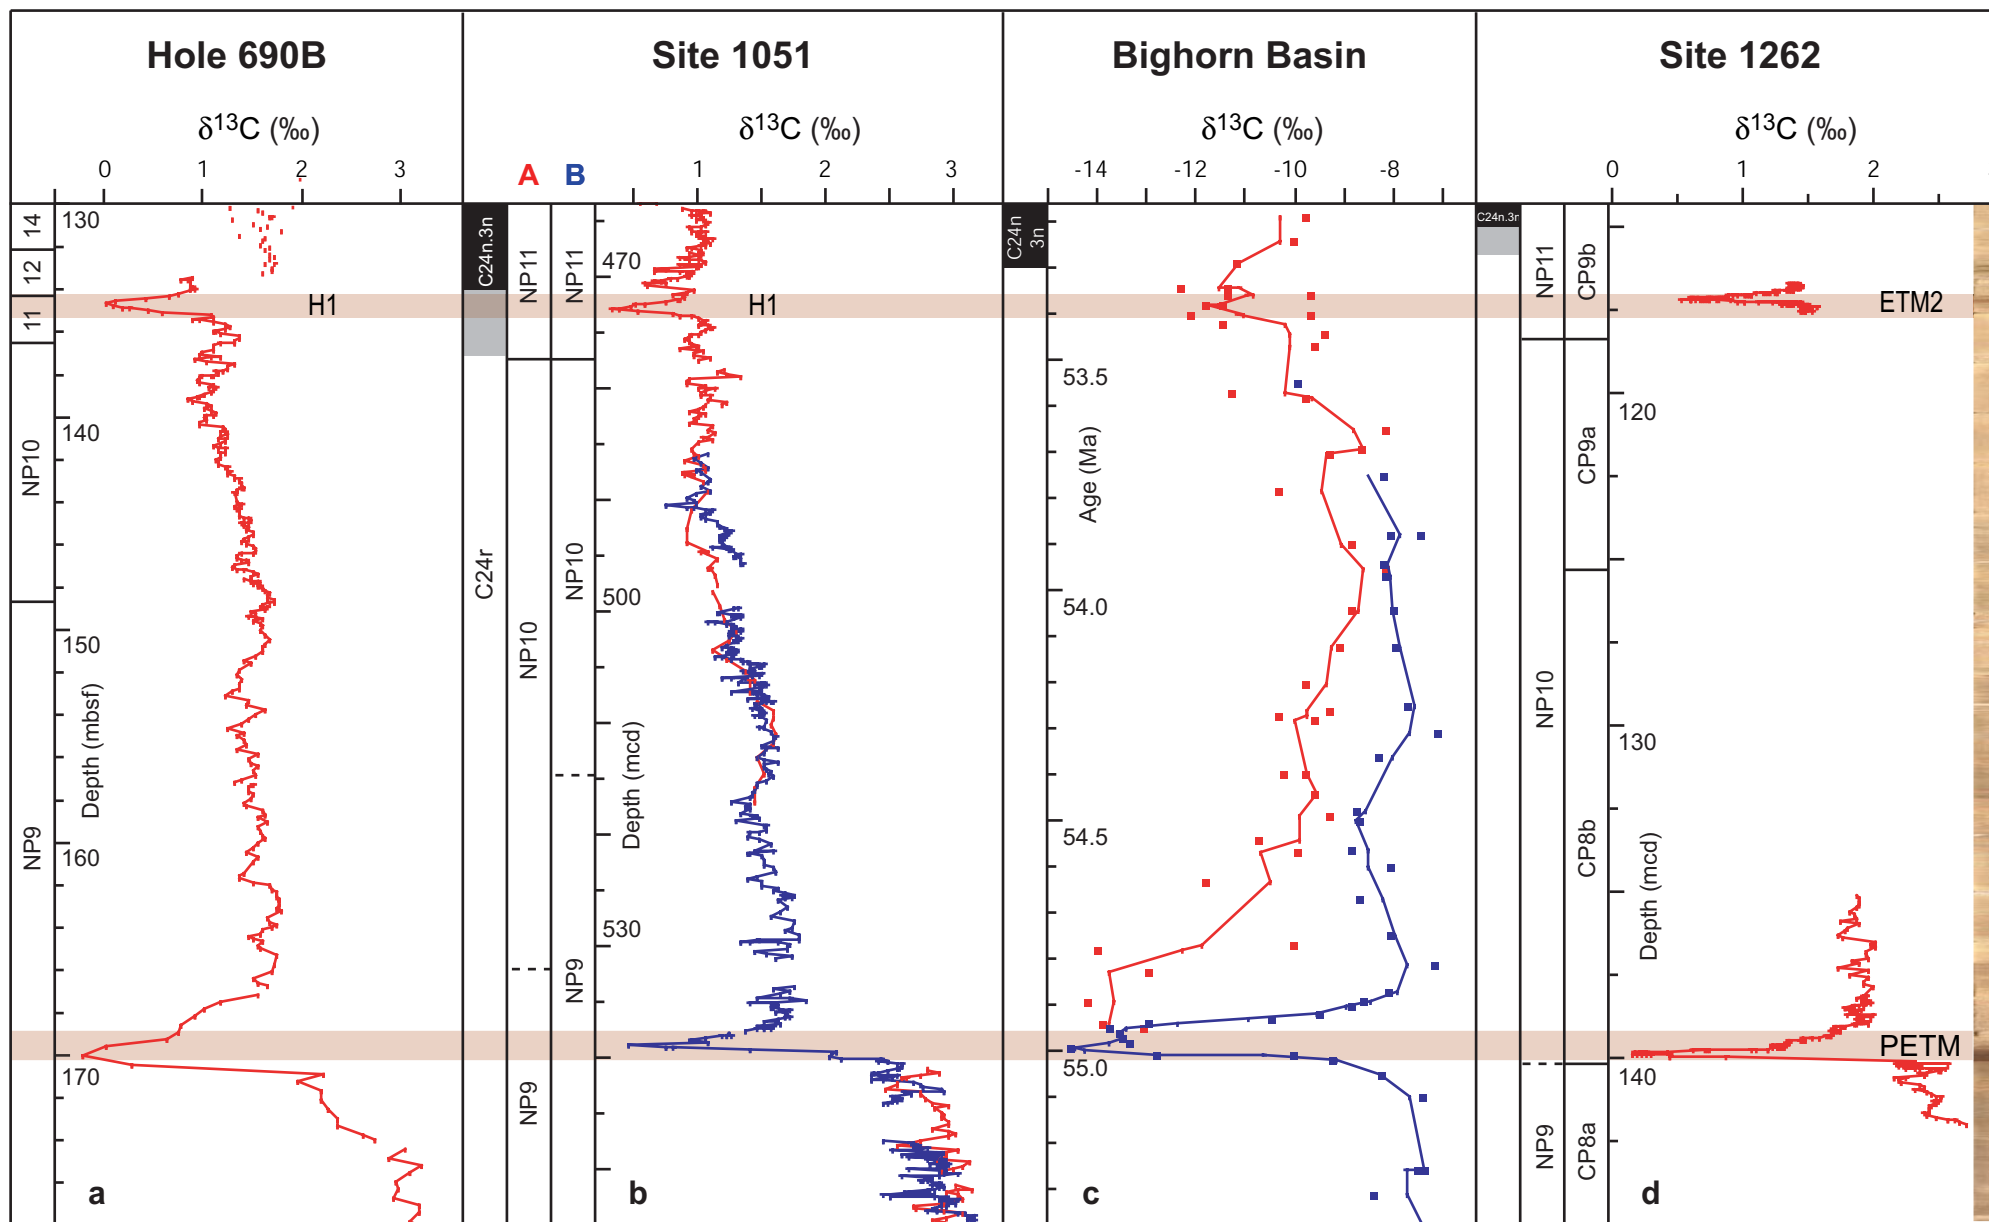 Hole 690B
Site 1051
Bighorn Basin
Site 1262
δ13C (‰)
δ13C (‰)
δ13C (‰)
δ13C (‰)
0 1 2 3
A B
1 2 3
-14 -12 -10 -8
0 1 2
14
12
11
NP10
NP9
130
140
150
160
170
Depth (mbsf)
H1
a
C24n.3n
C24r
NP11
NP10
NP9
NP11
NP10
NP9
470
500
530
Depth (mcd)
H1
b
C24n
3n
53.5
54.0
54.5
55.0
Age (Ma)
c
C24n.3n
NP11
NP10
NP9
CP9b
CP9a
CP8b
CP8a
120
130
140
Depth (mcd)
ETM2
PETM
d